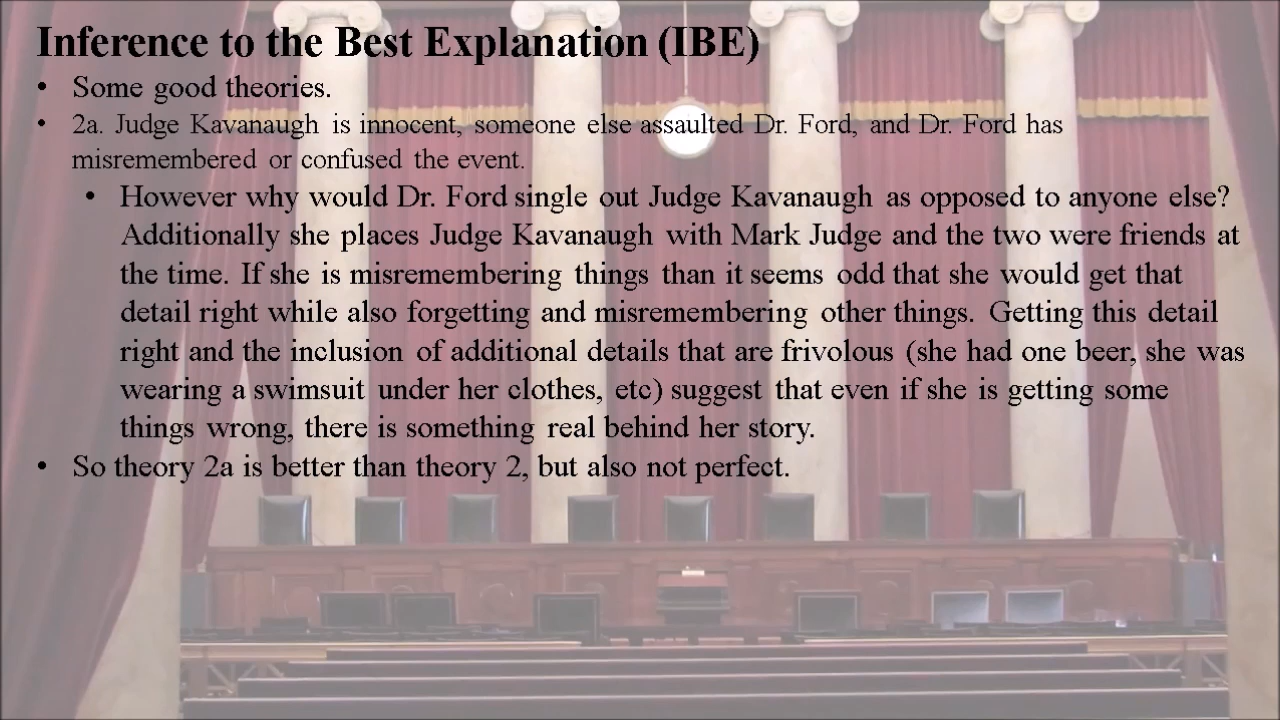 Inference to the Best Explanation (IBE)
• Some good theories.
• 2a. Judge Kavanaugh is innocent, someone else assaulted Dr. Ford, and Dr. Ford has
misremembered or confused the event.
• However why would Dr. Ford single out Judge Kavanaugh as opposed to anyone else?
Additionally she places Judge Kavanaugh with Mark Judge and the two were friends at
the time. If she is misremembering things than it seems odd that she would get that
detail right while also forgetting and misremembering other things. Getting this detail
right and the inclusion of additional details that are frivolous (she had one beer, she was
wearing a swimsuit under her clothes, etc) suggest that even if she is getting some
things wrong, there is something real behind her story.
• So theory 2a is better than theory 2, but also not perfect.